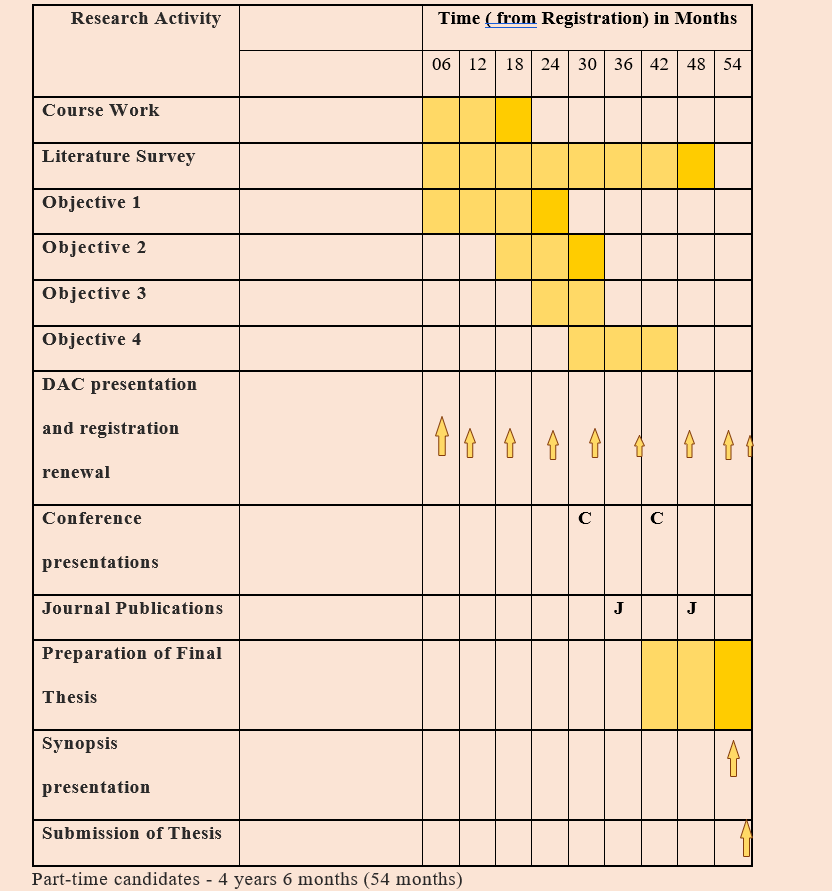 Research Activity
Time ( from Registration) in Months
06 12 18 24 30 36 42 48 54
Course Work
Literature Survey
Objective 1
Objective 2
Objective 3
Objective 4
DAC presentation
and registration
renewal
Conference
C C
presentations
Journal Publications J J
Preparation of Final
Thesis
Synopsis
presentation
Submission of Thesis
Part-time candidates - 4 years 6 months (54 months)